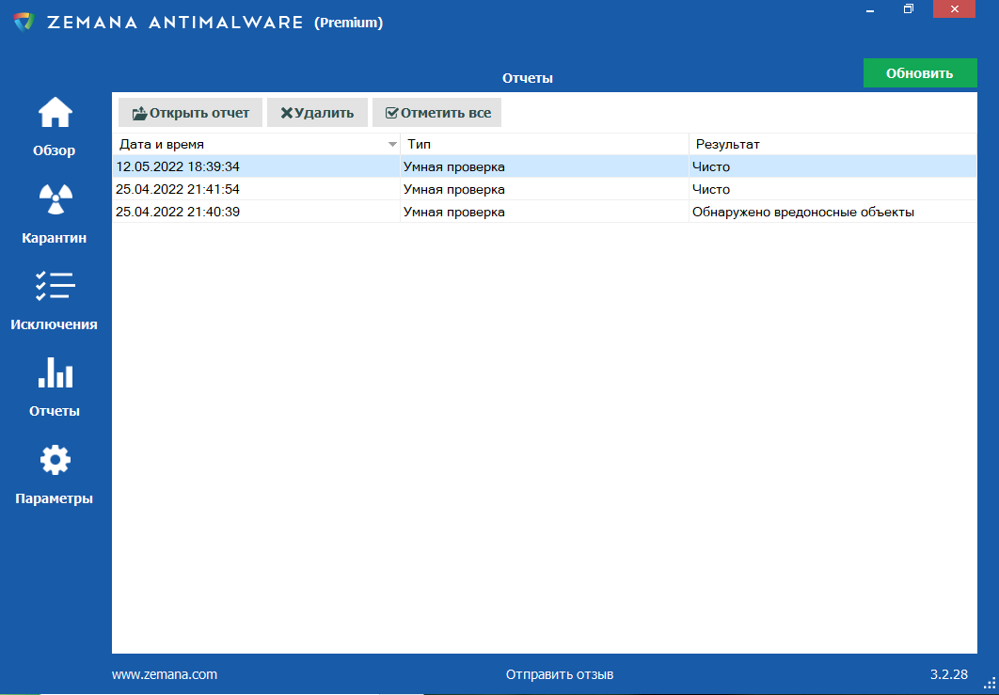 ZEMANA ANTIMALWARE (Premium)
Отчеты
Обновить
Обзор
Карантин
Исключения
Отчеты
Параметры
Открыть отчет Удалить Отметить все
Дата и время Тип Результат
12.05.2022 18:39:34 Умная проверка Чисто
25.04.2022 21:41:54 Умная проверка Чисто
25.04.2022 21:40:39 Умная проверка Обнаружено вредоносные объекты
www.zemana.com Отправить отзыв 3.2.28